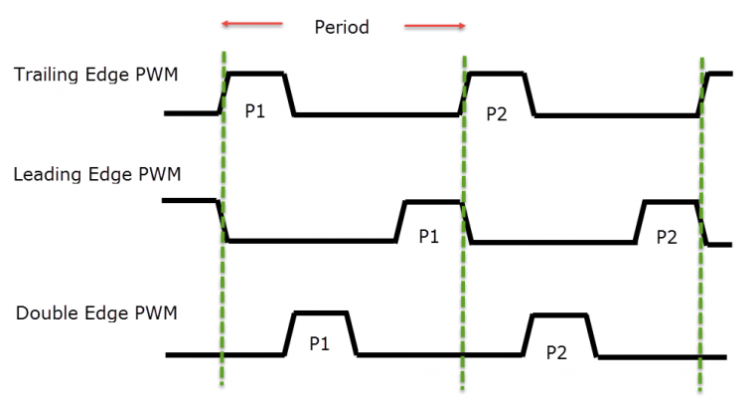 Period
Trailing Edge PWM
P1
P2
Leading Edge PWM
P1
P2
Double Edge PWM
P1
P2